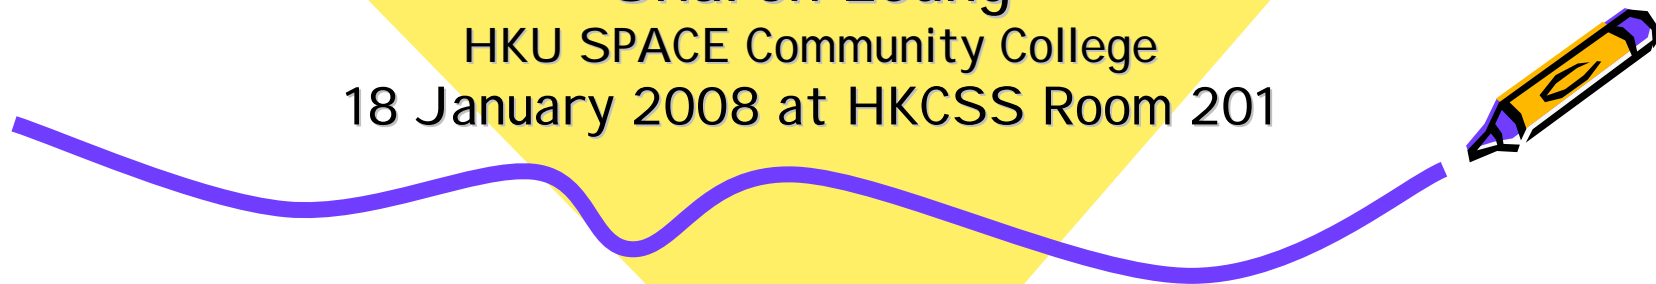 HKU SPACE Community College
18 January 2008 at HKCSS Room 201